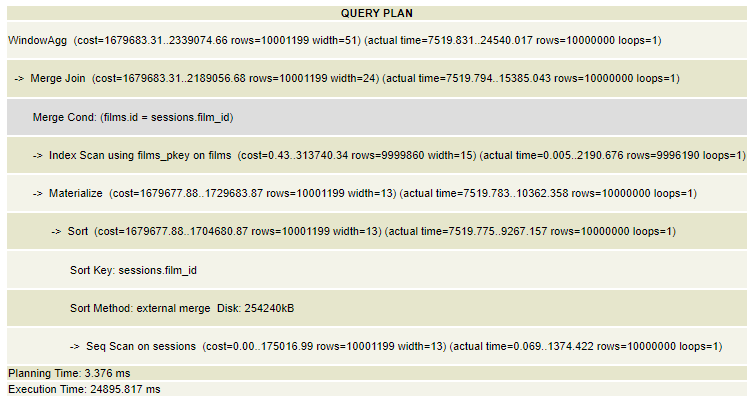 QUERY PLAN
WindowAgg (cost=1679683.31..2339074.66 rows=10001199 width=51) (actual time=7519.831..24540.017 rows=10000000 loops=1)
-> Merge Join (cost=1679683.31..2189056.68 rows=10001199 width=24) (actual time=7519.794..15385.043 rows=10000000 loops=1)
Merge Cond: (films.id = sessions.film_id)
-> Index Scan using films_pkey on films (cost=0.43..313740.34 rows=9999860 width=15) (actual time=0.005..2190.676 rows=9996190 loops=1)
-> Materialize (cost=1679677.88..1729683.87 rows=10001199 width=13) (actual time=7519.783..10362.358 rows=10000000 loops=1)
-> Sort (cost=1679677.88..1704680.87 rows=10001199 width=13) (actual time=7519.775..9267.157 rows=10000000 loops=1)
Sort Key: sessions.film_id
Sort Method: external merge Disk: 254240kB
-> Seq Scan on sessions (cost=0.00..175016.99 rows=10001199 width=13) (actual time=0.069..1374.422 rows=10000000 loops=1)
Planning Time: 3.376 ms
Execution Time: 24895.817 ms